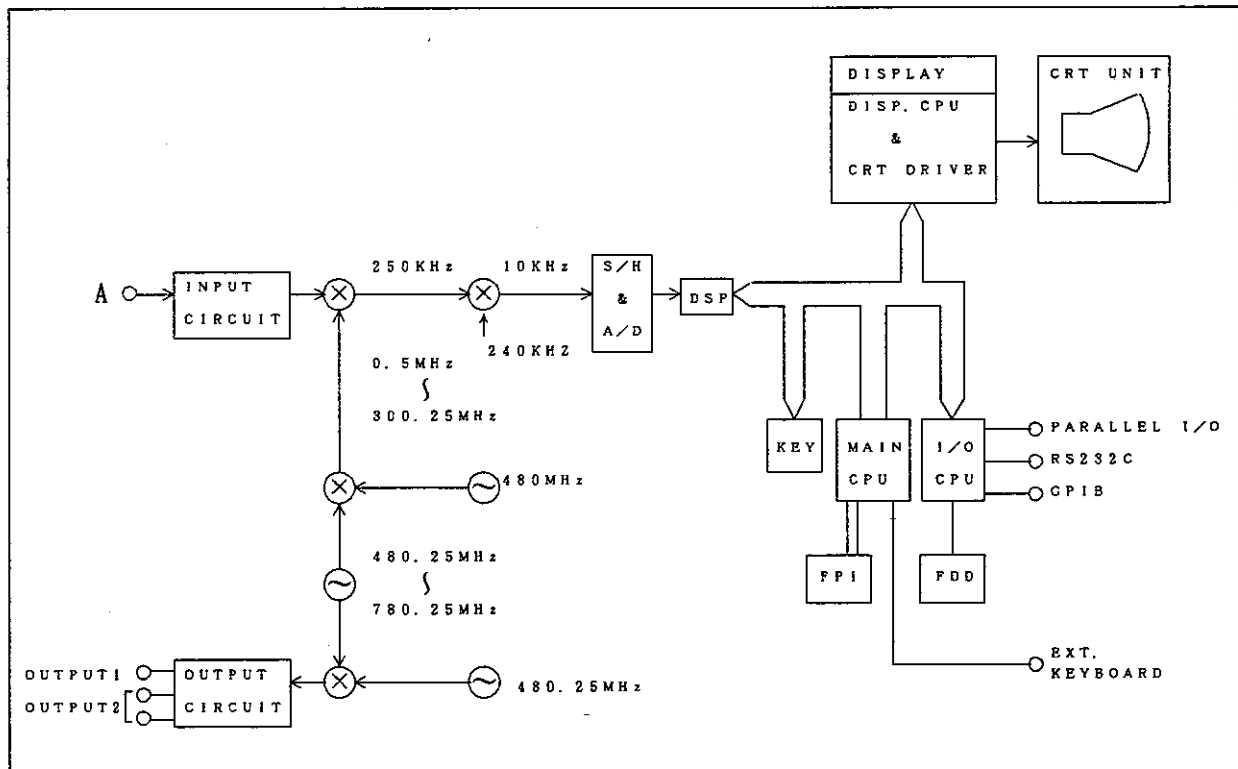 DISPLAY
DISP. CPU
&
CRT DRIVER
CRT UNIT
A
INPUT
CIRCUIT
250KHz
10KHz
240KHZ
S/H
&
A/D
DSP
0.5MHz
∫
300.25MHz
480MHz
480.25MHz
∫
780.25MHz
480.25MHz
OUTPUT1
OUTPUT2
OUTPUT
CIRCUIT
KEY
MAIN
CPU
I/O
CPU
PARALLEL I/O
RS232C
GPIB
FPI
FDD
EXT.
KEYBOARD